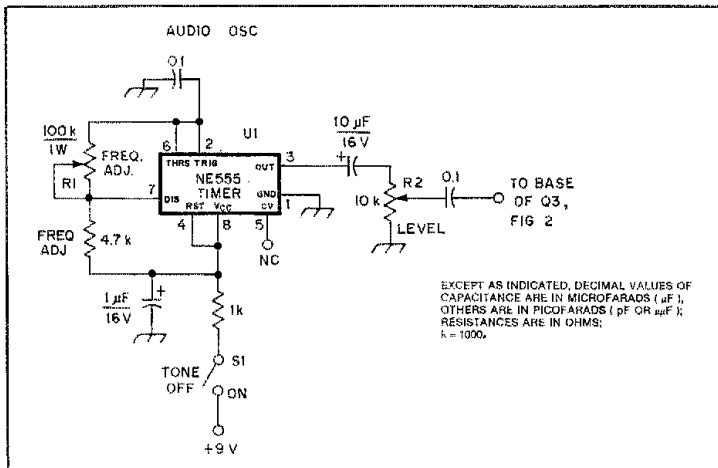 AUDIO OSC
0.1
100 k
1W
FREQ.
ADJ.
R1
6
2
U1
THRS TRIG
OUT
3
NE555
TIMER
7
DIS
GND
1
RST
VCC
CV
4
8
5
NC
10 µF
16 V
+
R2
10 k
LEVEL
0.1
TO BASE
OF Q3,
FIG 2
FREQ
ADJ
4.7 k
1 µF
16 V
+
1k
S1
TONE
OFF
ON
+9 V
EXCEPT AS INDICATED, DECIMAL VALUES OF
CAPACITANCE ARE IN MICROFARADS ( µF ),
OTHERS ARE IN PICOFARADS ( pF OR µµF );
RESISTANCES ARE IN OHMS;
k = 1000.